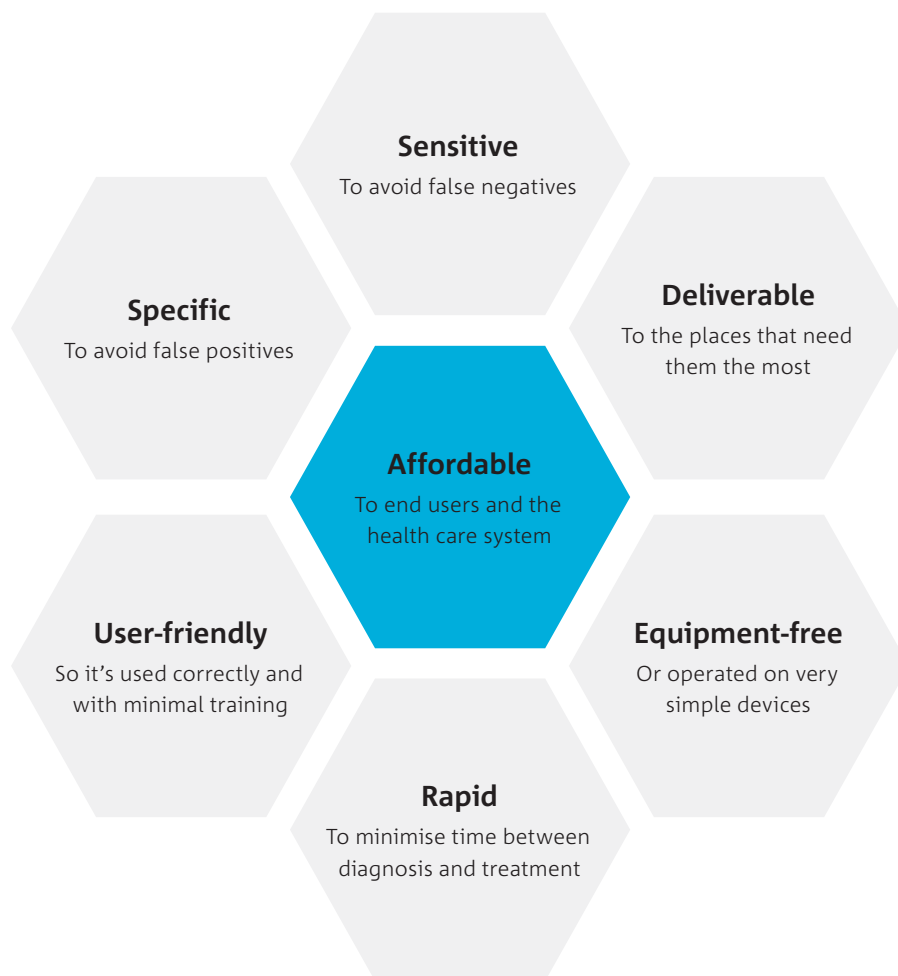 Sensitive
To avoid false negatives
Specific
To avoid false positives
Deliverable
To the places that need
them the most
Affordable
To end users and the
health care system
User-friendly
So it's used correctly and
with minimal training
Equipment-free
Or operated on very
simple devices
Rapid
To minimise time between
diagnosis and treatment